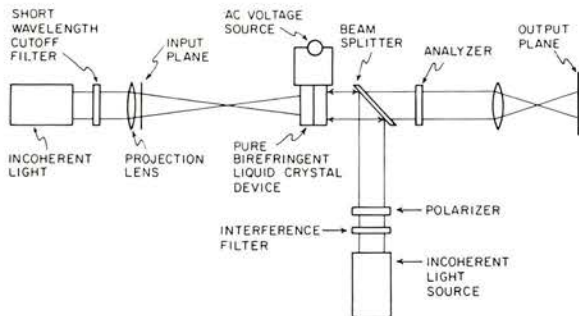 SHORT
WAVELENGTH
CUTOFF
FILTER
INPUT
PLANE
AC VOLTAGE
SOURCE
BEAM
SPLITTER
ANALYZER
OUTPUT
PLANE
INCOHERENT
LIGHT
PROJECTION
LENS
PURE
BIREFRINGENT
LIQUID CRYSTAL
DEVICE
POLARIZER
INTERFERENCE
FILTER
INCOHERENT
LIGHT
SOURCE